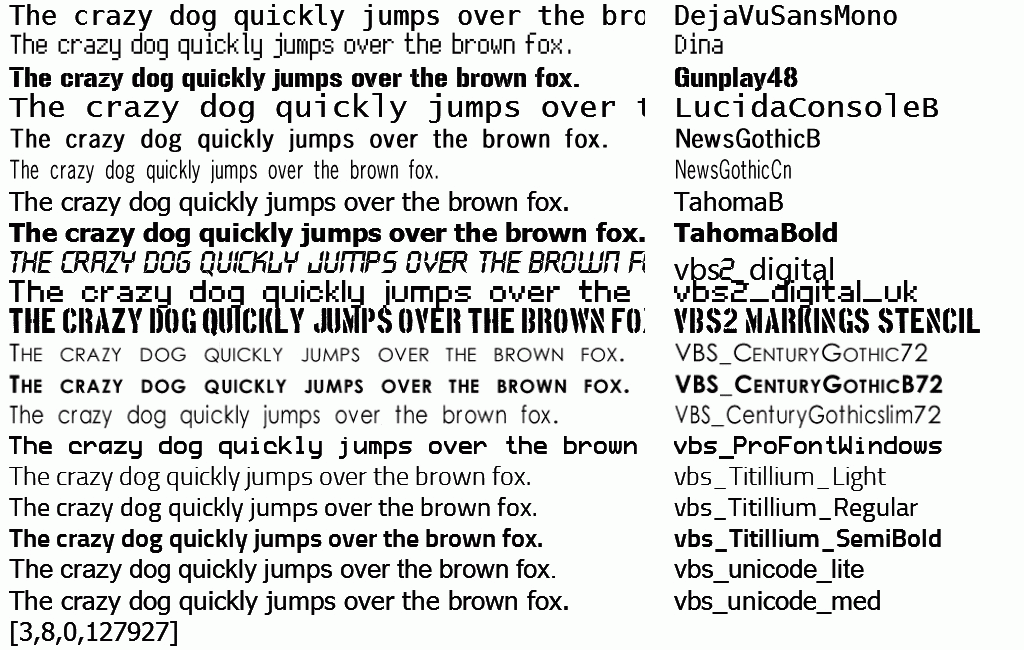 The crazy dog quickly jumps over the bro DejaVuSansMono
The crazy dog quickly jumps over the brown fox. Dina
The crazy dog quickly jumps over the brown fox. Gunplay48
The crazy dog quickly jumps over t LucidaConsoleB
The crazy dog quickly jumps over the brown fox. NewsGothicB
The crazy dog quickly jumps over the brown fox. NewsGothicCn
The crazy dog quickly jumps over the brown fox. TahomaB
The crazy dog quickly jumps over the brown fox. TahomaBold
THE CRAZY DOG QUICKLY JUMPS OVER THE BROWN F vbs2_digital
The crazy dog quickly jumps over the vbs2_digital_uk
THE CRAZY DOG QUICKLY JUMPS OVER THE BROWN FO VBS2 MARKINGS STENCIL
The crazy dog quickly jumps over the brown fox. VBS_CenturyGothic72
The crazy dog quickly jumps over the brown fox. VBS_CenturyGothicB72
The crazy dog quickly jumps over the brown fox. VBS_CenturyGothicslim72
The crazy dog quickly jumps over the brown vbs_ProFontWindows
The crazy dog quickly jumps over the brown fox. vbs_Titillium_Light
The crazy dog quickly jumps over the brown fox. vbs_Titillium_Regular
The crazy dog quickly jumps over the brown fox. vbs_Titillium_SemiBold
The crazy dog quickly jumps over the brown fox. vbs_unicode_lite
The crazy dog quickly jumps over the brown fox. vbs_unicode_med
[3,8,0,127927]